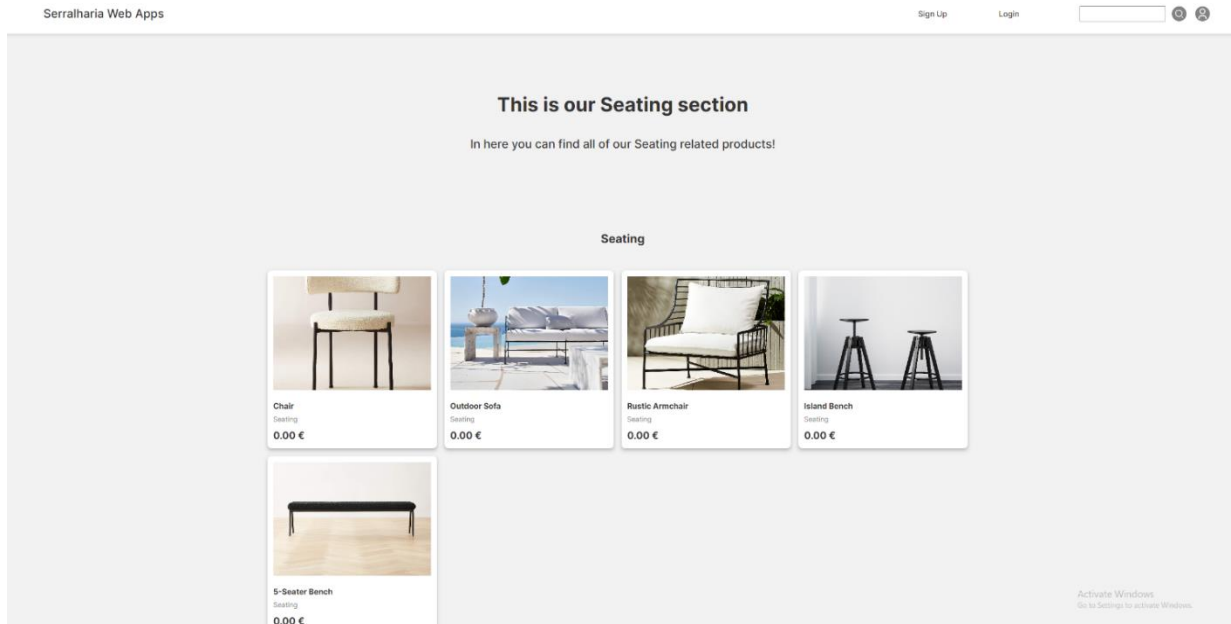 Serralharia Web Apps
Sign Up
Login
This is our Seating section
In here you can find all of our Seating related products!
Seating
Chair
Seating
0.00 €
Outdoor Sofa
Seating
0.00 €
Rustic Armchair
Seating
0.00 €
Island Bench
Seating
0.00 €
5-Seater Bench
Seating
0.00 €
Activate Windows
Go to Settings to activate Windows.